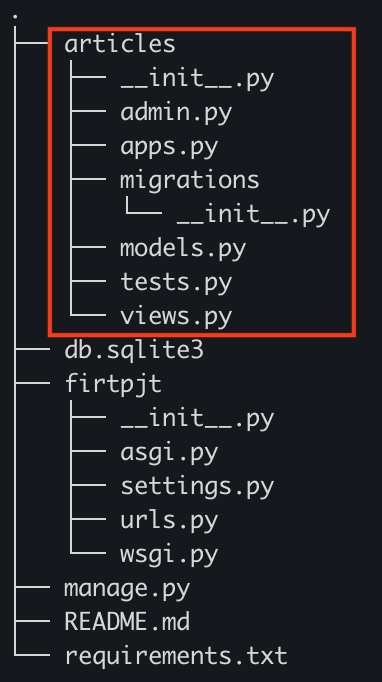 .
articles
__init__.py
admin.py
apps.py
migrations
__init__.py
models.py
tests.py
views.py
db.sqlite3
firtpjt
__init__.py
asgi.py
settings.py
urls.py
wsgi.py
manage.py
README.md
requirements.txt